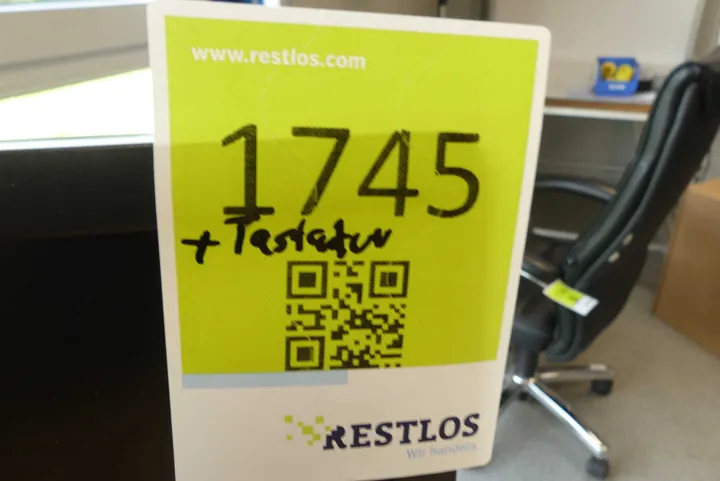 www.restlos.com
1745
+ Tastatur
RESTLOS
Wir handeln.